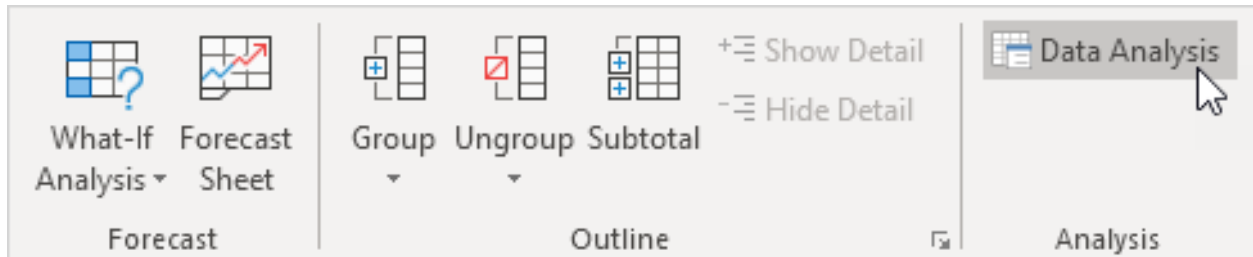 What-If
Analysis
Forecast
Sheet
Forecast
Group
Ungroup
Subtotal
Show Detail
Hide Detail
Outline
Data Analysis
Analysis